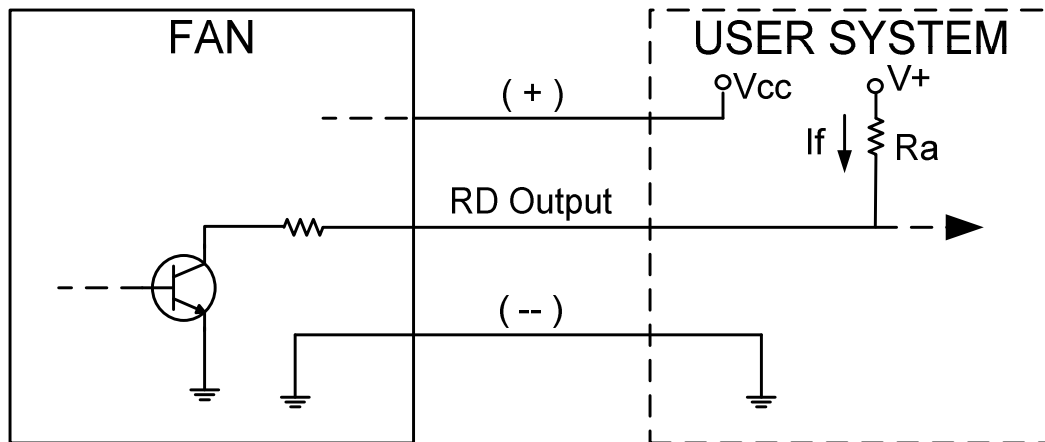 FAN
USER SYSTEM
( + )
Vcc
V+
If
Ra
RD Output
( -- )